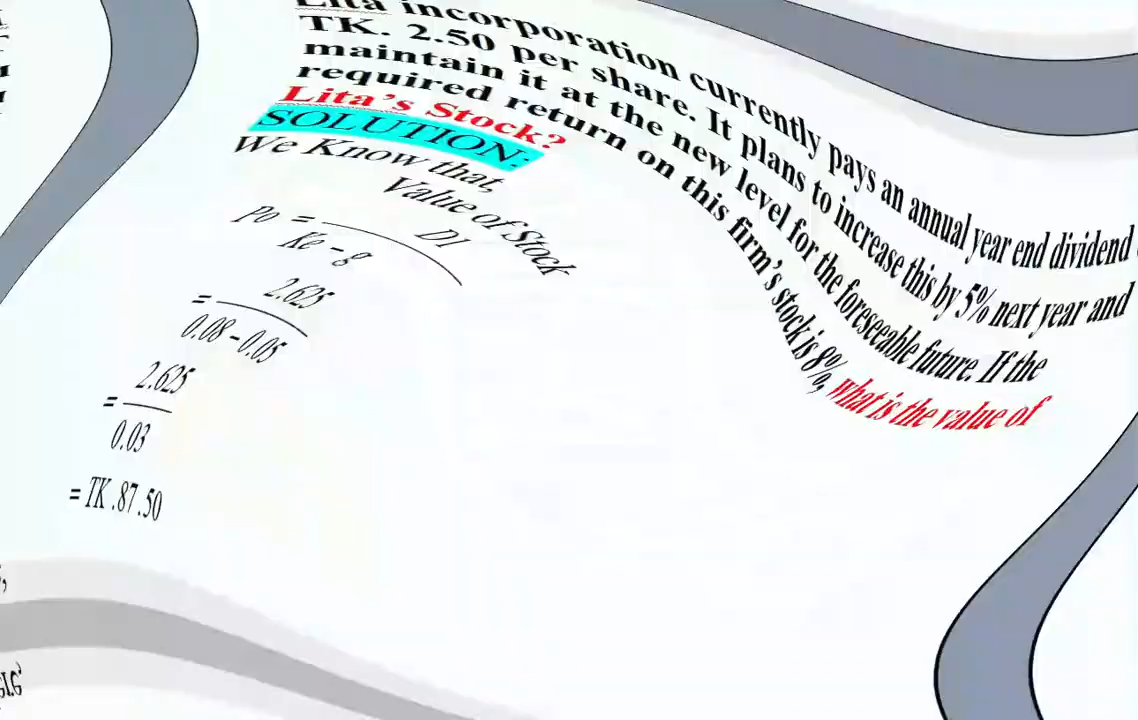 Lita incorporation currently pays an annual year end dividend
TK. 2.50 per share. It plans to increase this by 5% next year and
maintain it at the new level for the foreseeable future. If the
required return on this firm's stock is 8%, what is the value of
Lita's Stock?
SOLUTION:
We Know that,
Value of Stock
Po = D1
Ke - g
= 2.625
0.08 - 0.05
= 2.625
0.03
= TK.87.50